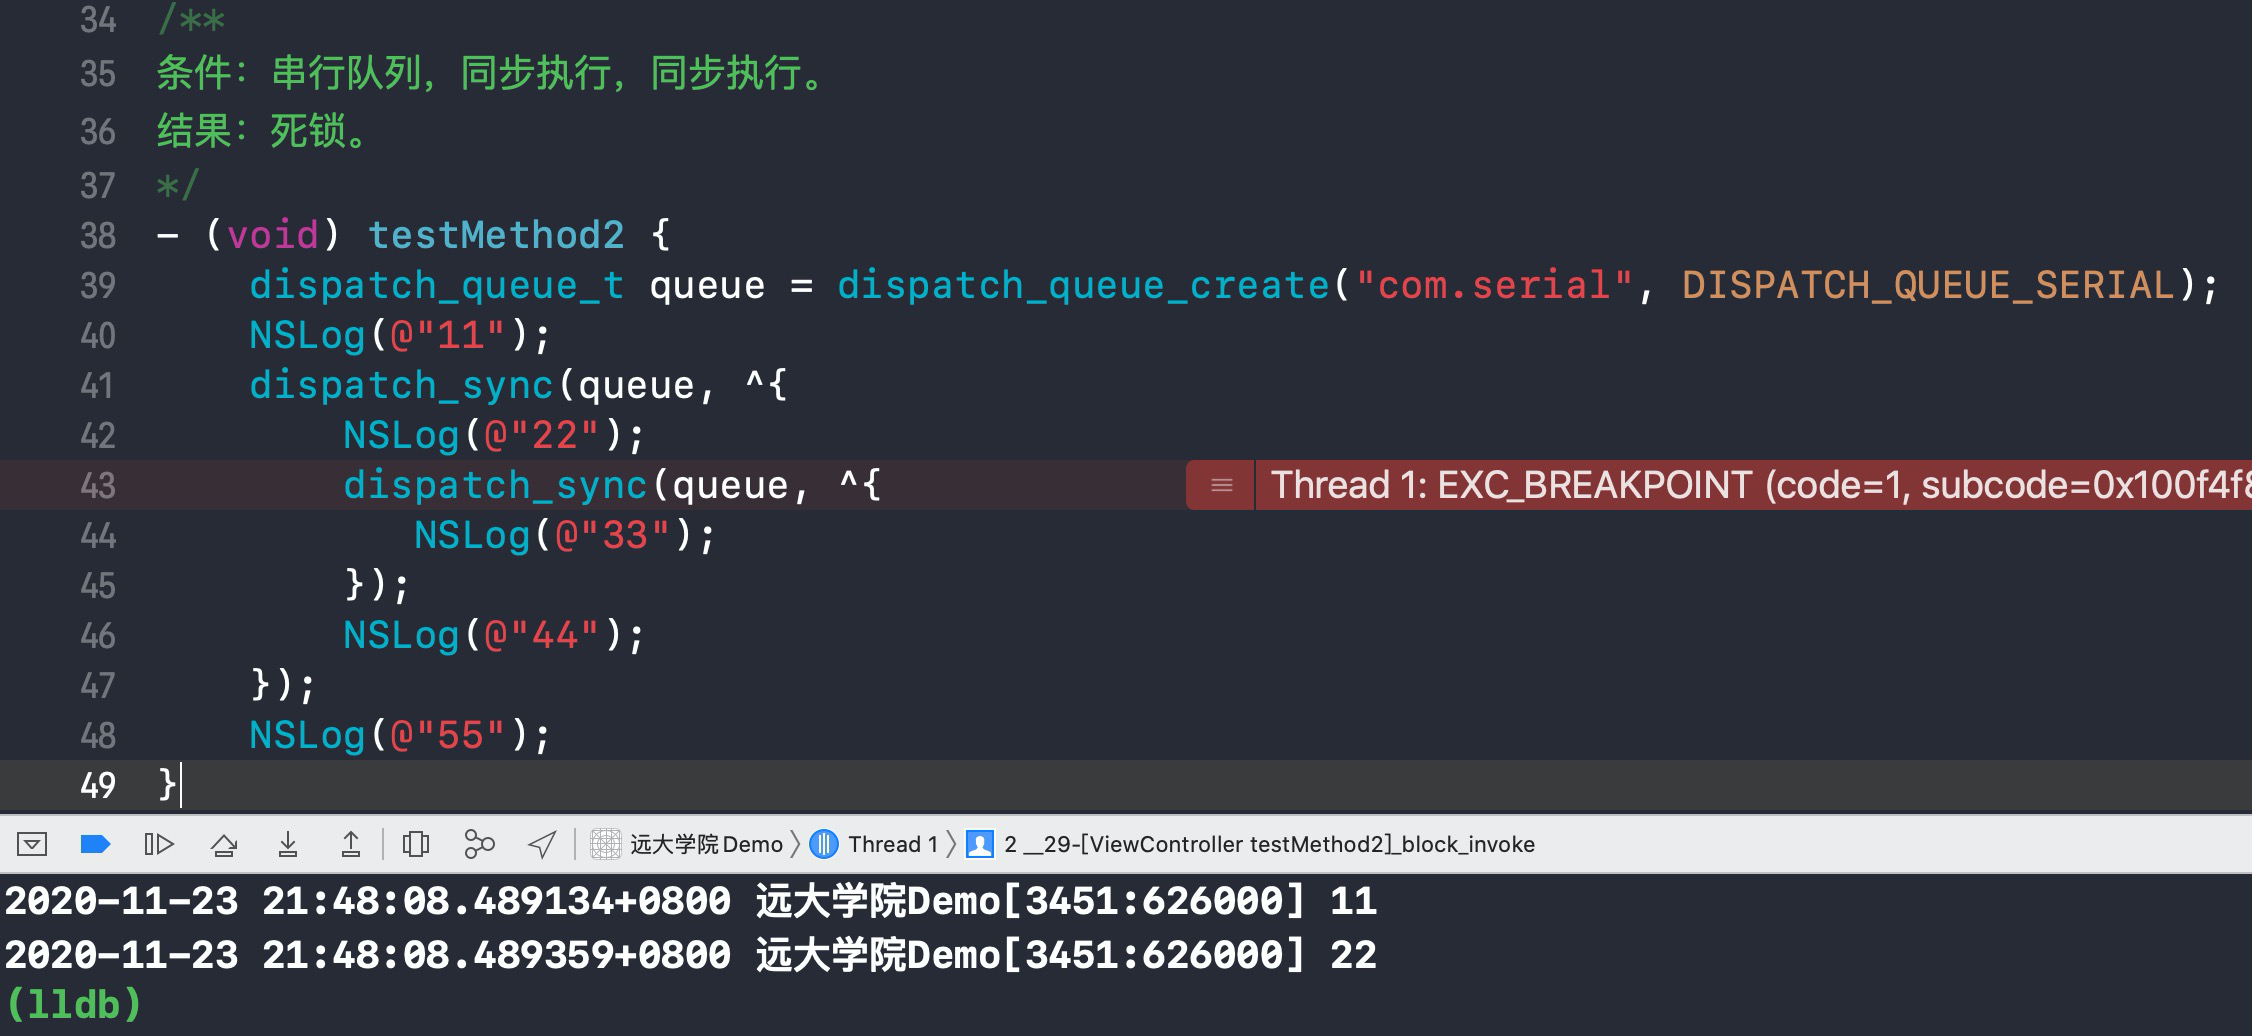 34 /**
35 条件：串行队列，同步执行，同步执行。
36 结果：死锁。
37 */
38 - (void) testMethod2 {
39 dispatch_queue_t queue = dispatch_queue_create("com.serial", DISPATCH_QUEUE_SERIAL);
40 NSLog(@"11");
41 dispatch_sync(queue, ^{
42 NSLog(@"22");
43 dispatch_sync(queue, ^{ Thread 1: EXC_BREAKPOINT (code=1, subcode=0x100f4f8
44 NSLog(@"33");
45 });
46 NSLog(@"44");
47 });
48 NSLog(@"55");
49 }
远大学院Demo Thread 1 2 __29-[ViewController testMethod2]_block_invoke
2020-11-23 21:48:08.489134+0800 远大学院Demo[3451:626000] 11
2020-11-23 21:48:08.489359+0800 远大学院Demo[3451:626000] 22
(lldb)